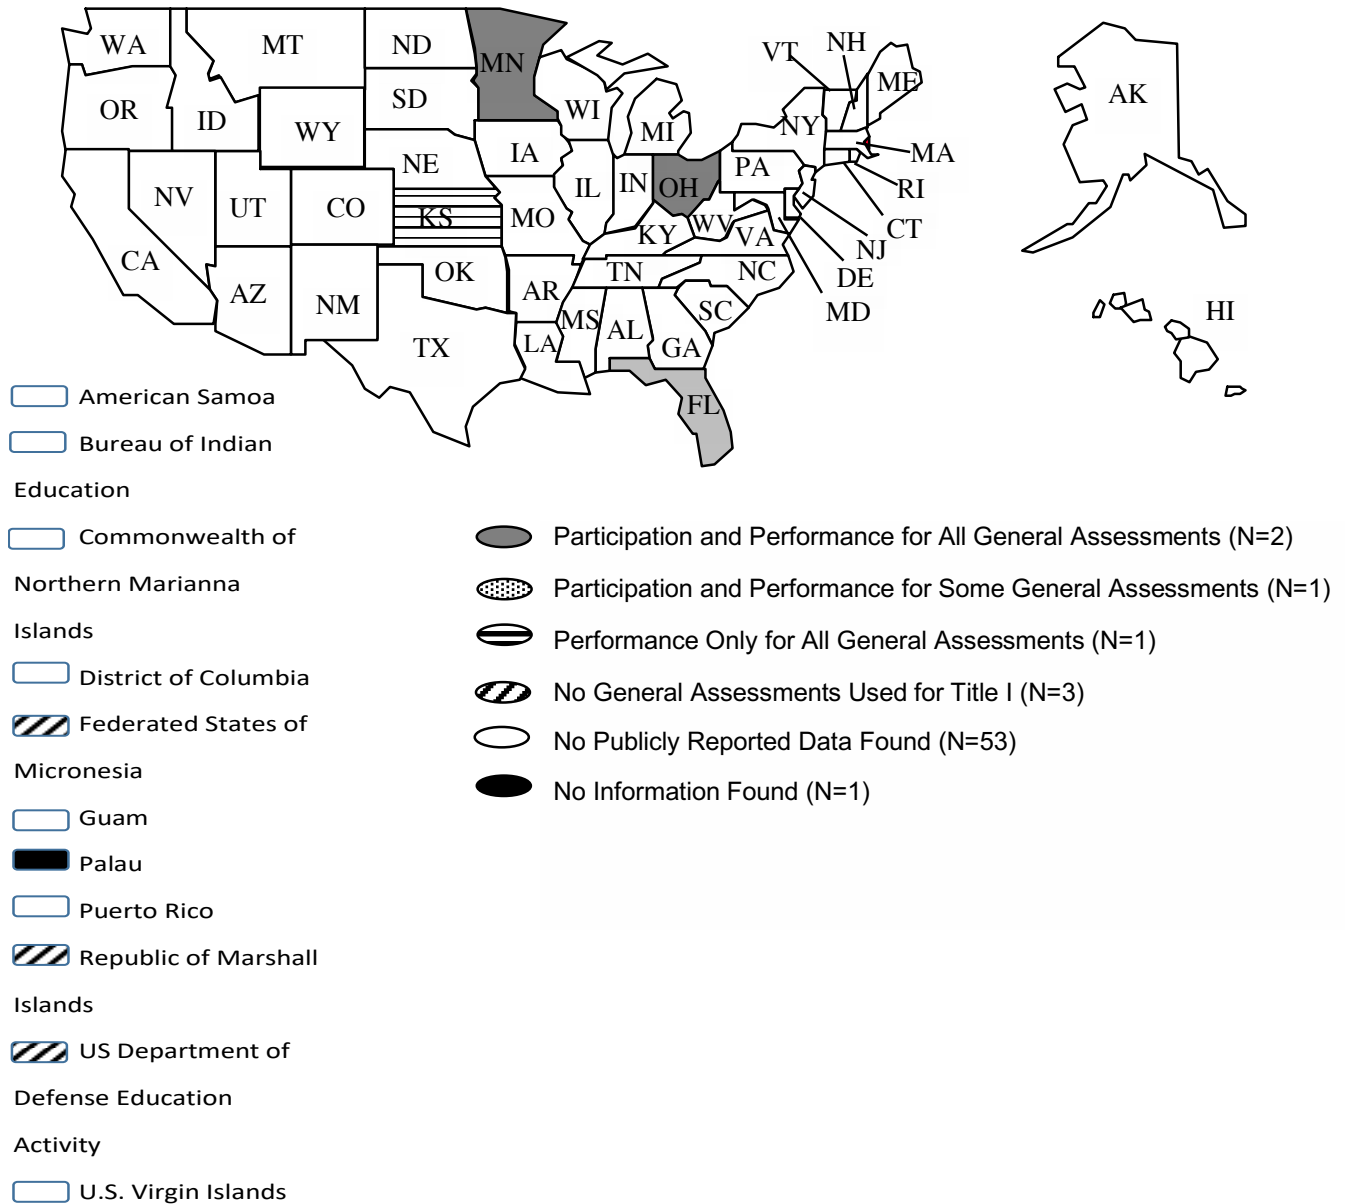 WA
MT
ND
MN
VT
NH
ME
AK
OR
ID
SD
WI
MI
NY
MA
WY
IA
PA
RI
NE
IL
IN
OH
CT
NV
UT
CO
KS
MO
WV
KY
VA
NJ
CA
OK
TN
NC
DE
AZ
NM
AR
MS
AL
SC
MD
HI
TX
LA
GA
FL
American Samoa
Bureau of Indian
Education
Commonwealth of
Northern Marianna
Islands
District of Columbia
Federated States of
Micronesia
Guam
Palau
Puerto Rico
Republic of Marshall
Islands
US Department of
Defense Education
Activity
U.S. Virgin Islands
Participation and Performance for All General Assessments (N=2)
Participation and Performance for Some General Assessments (N=1)
Performance Only for All General Assessments (N=1)
No General Assessments Used for Title I (N=3)
No Publicly Reported Data Found (N=53)
No Information Found (N=1)